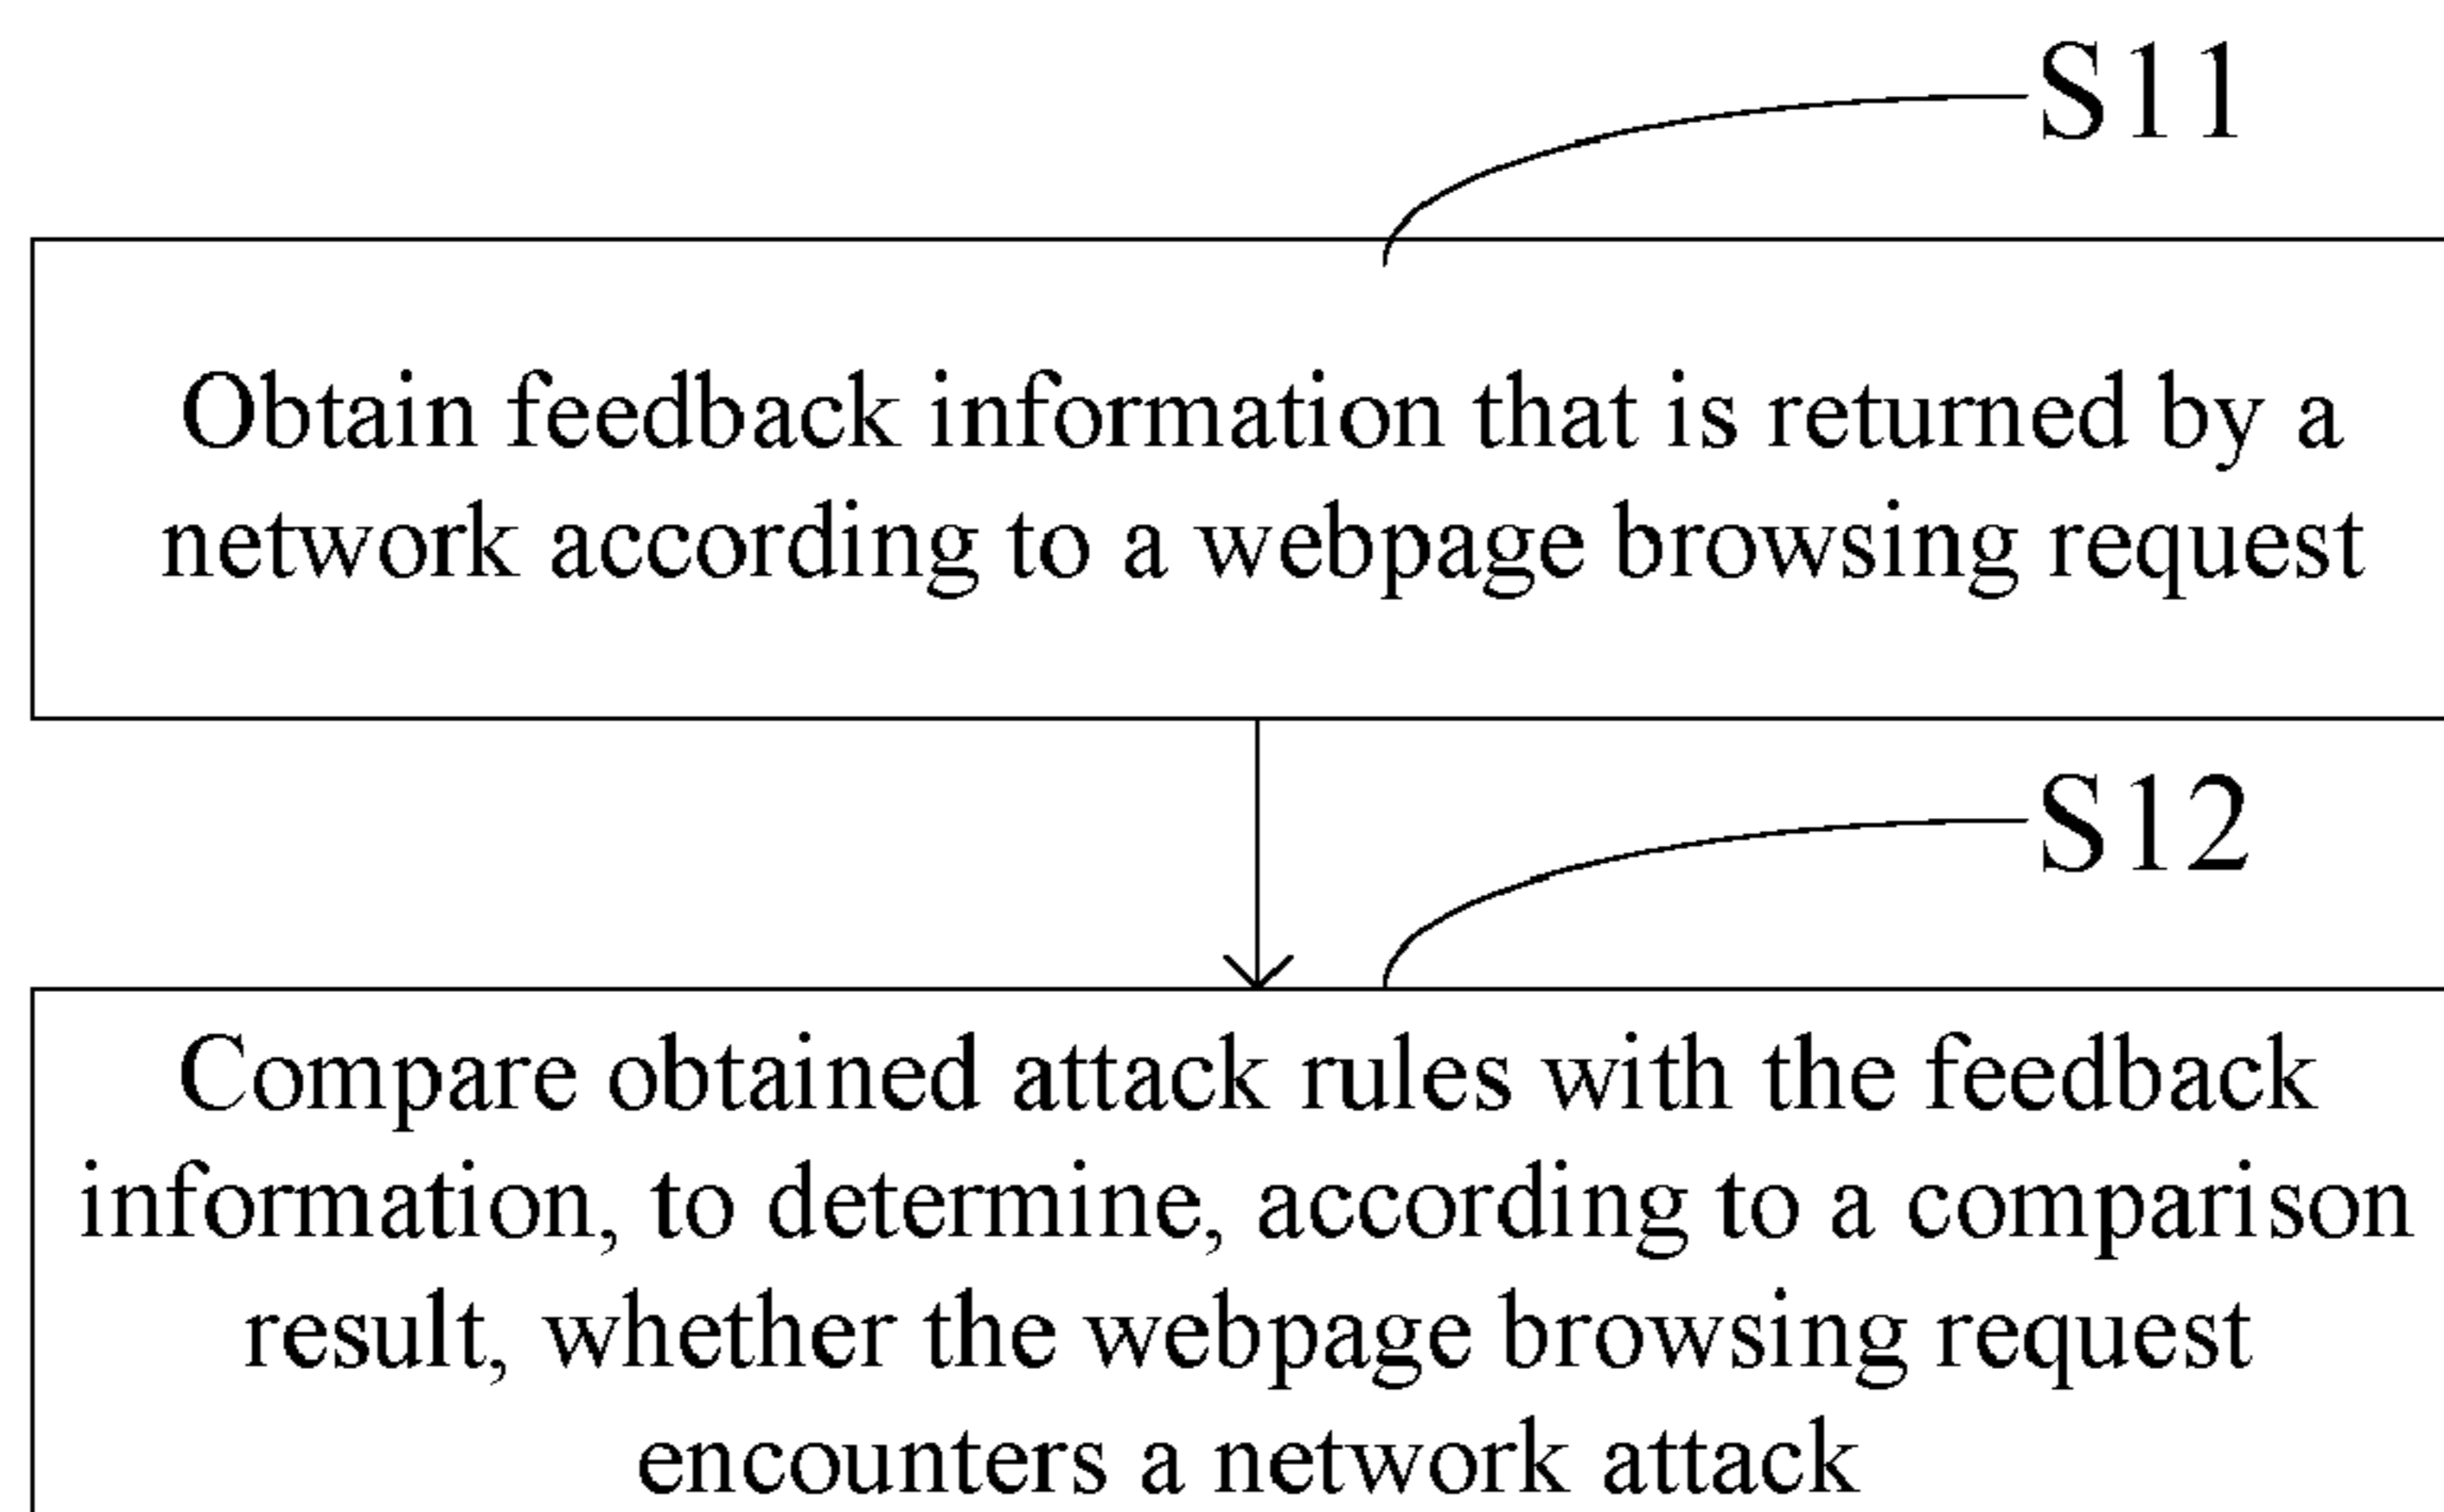 S11
Obtain feedback information that is returned by a
network according to a webpage browsing request
S12
Compare obtained attack rules with the feedback
information, to determine, according to a comparison
result, whether the webpage browsing request
encounters a network attack